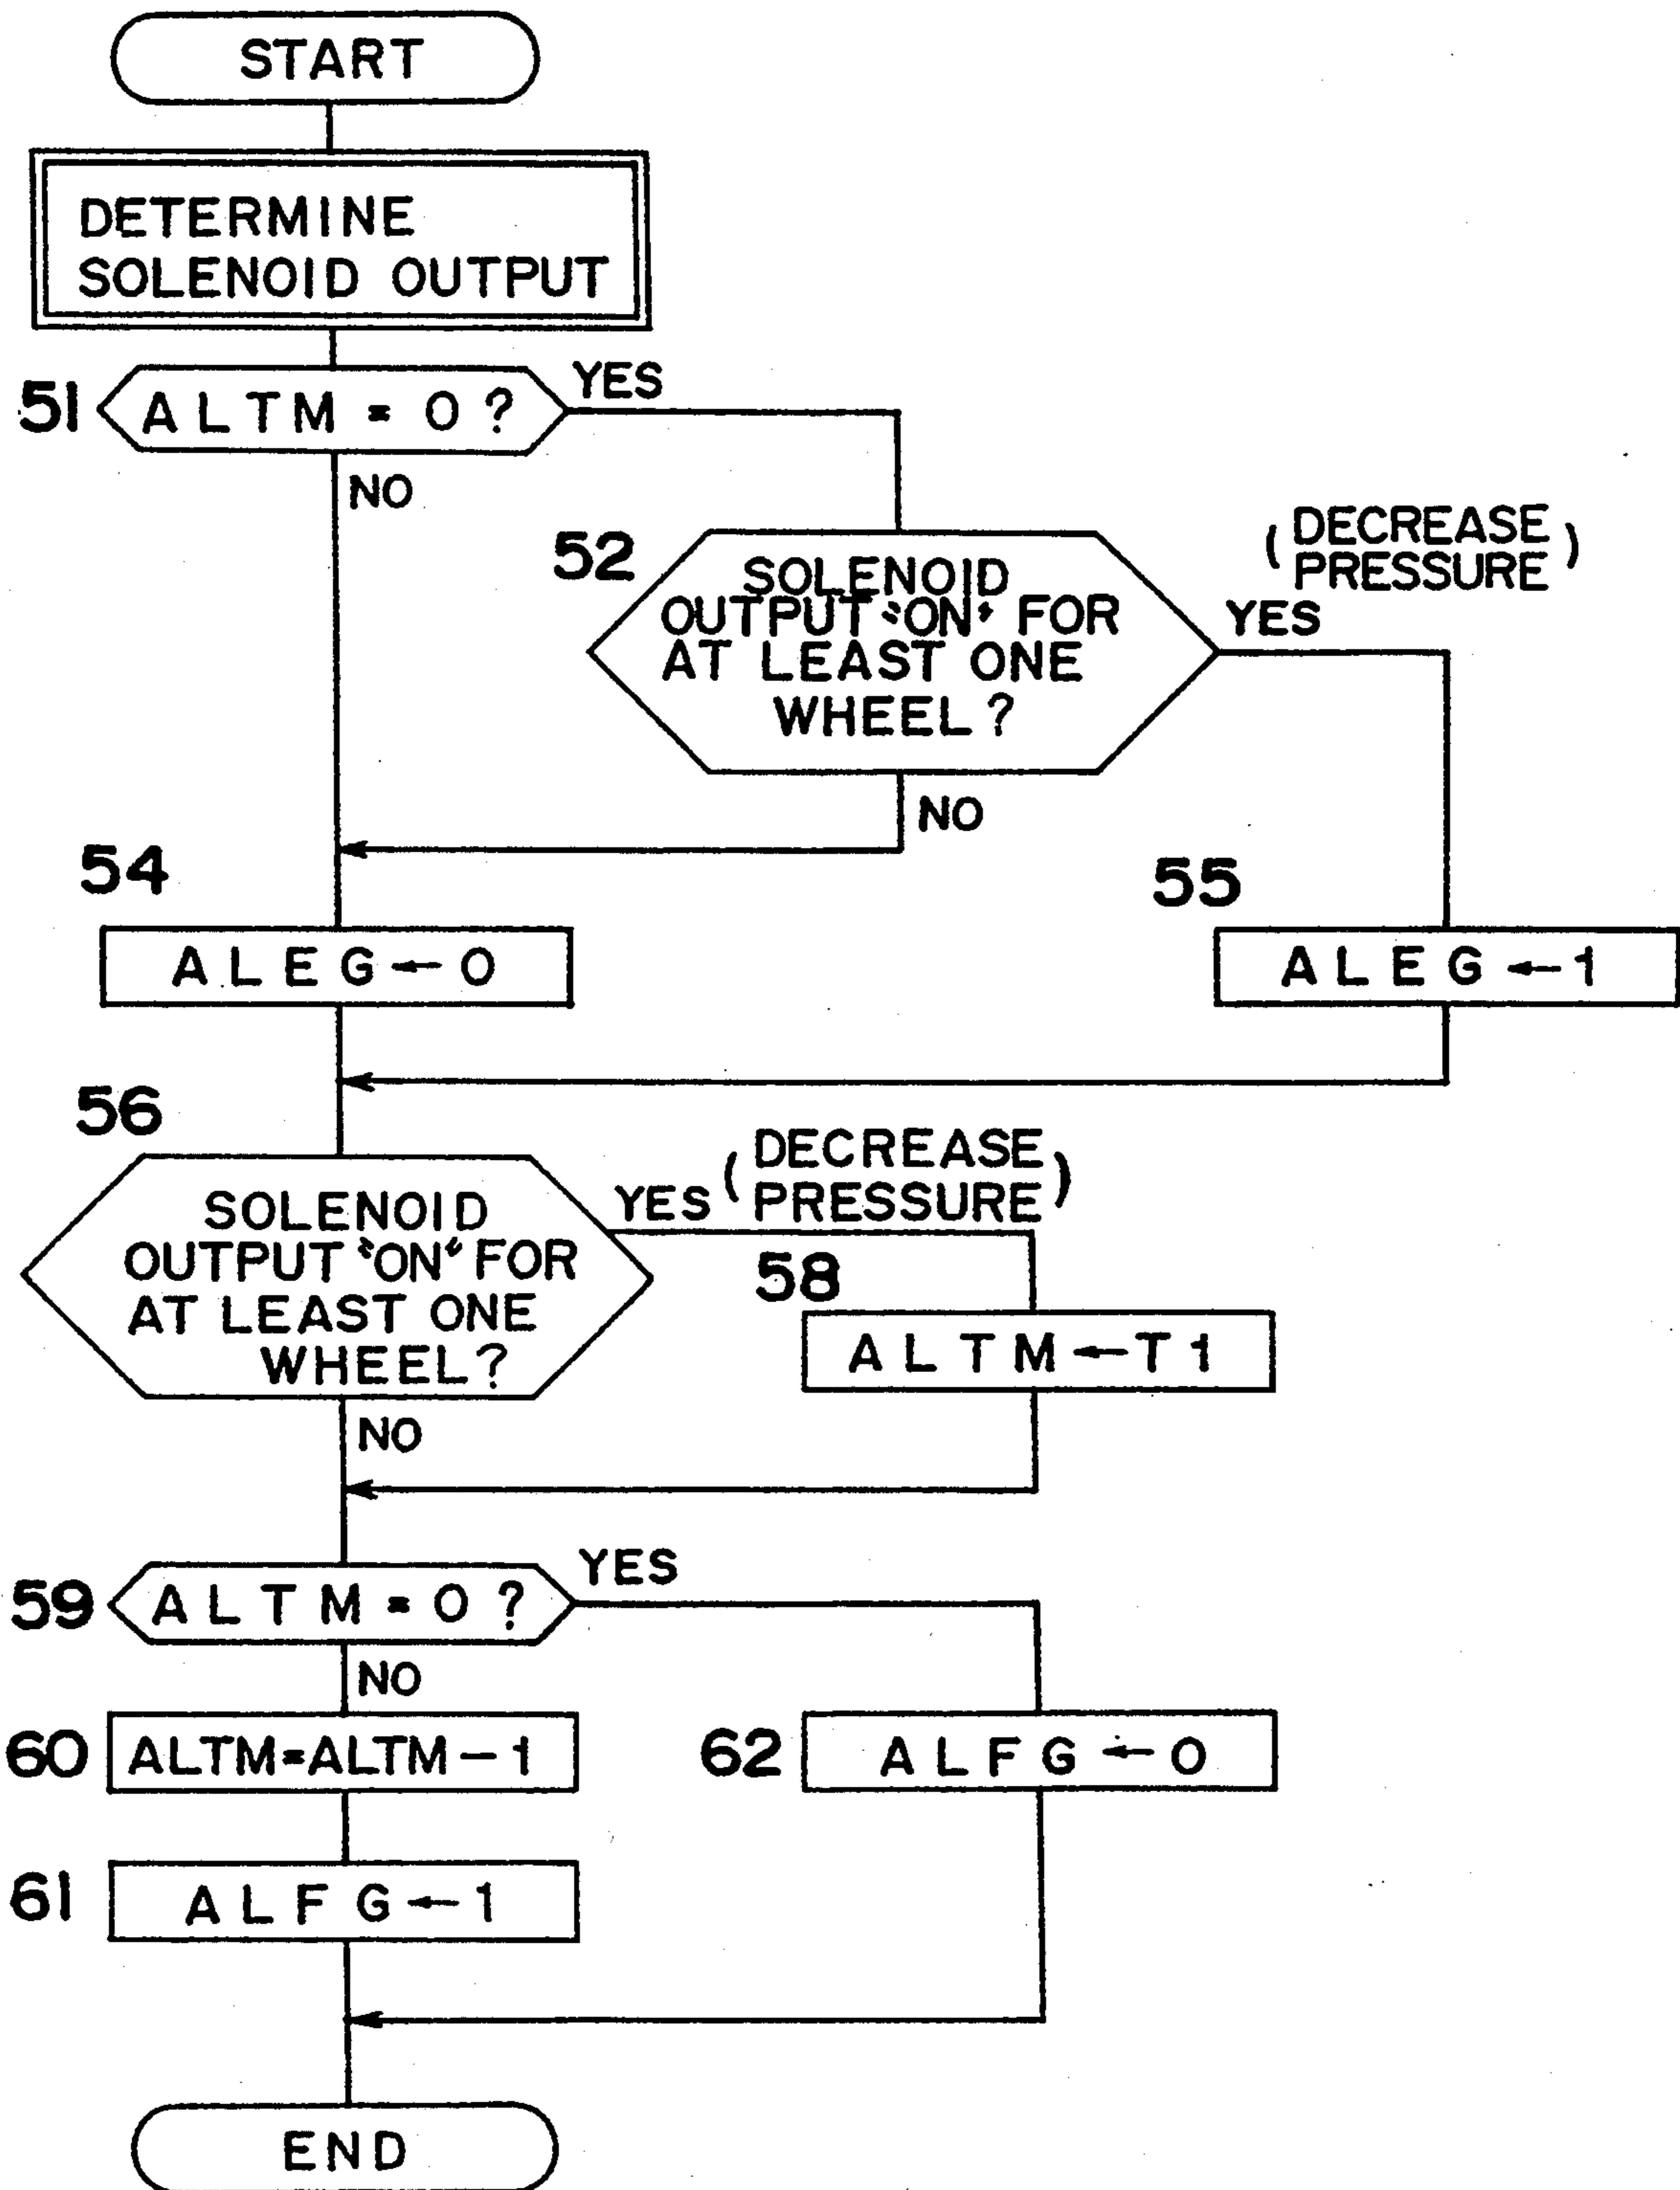 START
DETERMINE
SOLENOID OUTPUT
51
ALTM = 0 ?
YES
NO
52
SOLENOID
OUTPUT "ON" FOR
AT LEAST ONE
WHEEL ?
(DECREASE
PRESSURE)
YES
NO
54
ALEG ← 0
55
ALEG ← 1
56
SOLENOID
OUTPUT "ON" FOR
AT LEAST ONE
WHEEL ?
YES
(DECREASE
PRESSURE)
58
ALTM ← T1
NO
59
ALTM = 0 ?
YES
NO
60
ALTM = ALTM - 1
62
ALFG ← 0
61
ALFG ← 1
END